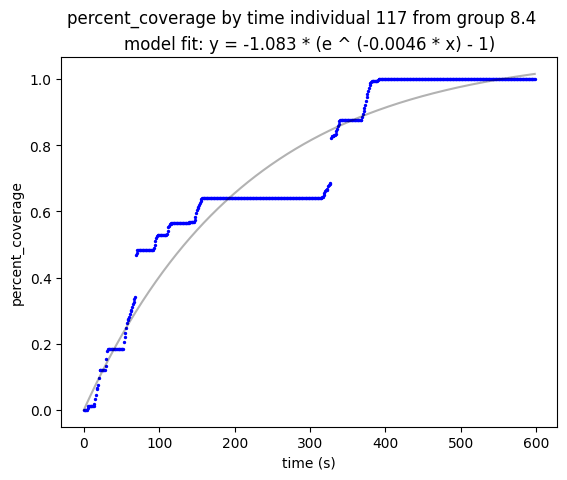 percent_coverage by time individual 117 from group 8.4
model fit: y = -1.083 * (e ^ (-0.0046 * x) - 1)
1.0
0.8
0.6
0.4
0.2
0.0
percent_coverage
0 100 200 300 400 500 600
time (s)